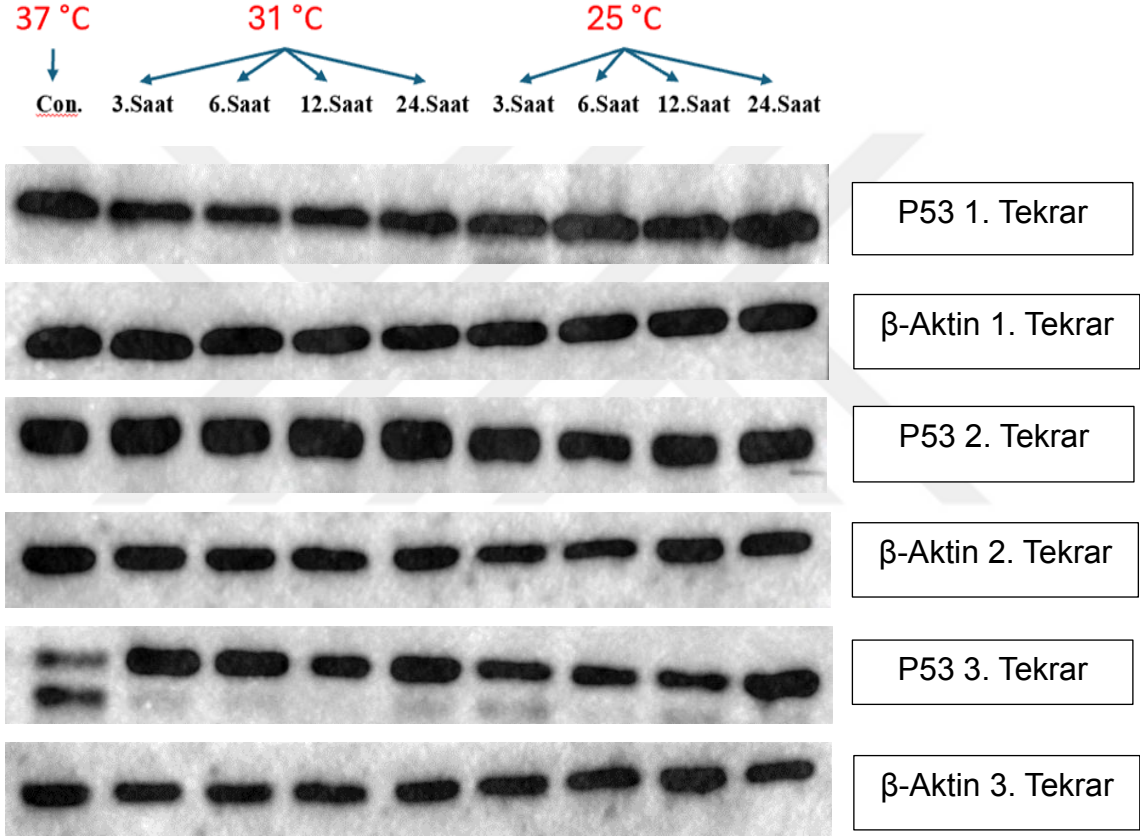 37 °C 31 °C 25 °C
Con. 3.Saat 6.Saat 12.Saat 24.Saat 3.Saat 6.Saat 12.Saat 24.Saat
P53 1. Tekrar
β-Aktin 1. Tekrar
P53 2. Tekrar
β-Aktin 2. Tekrar
P53 3. Tekrar
β-Aktin 3. Tekrar